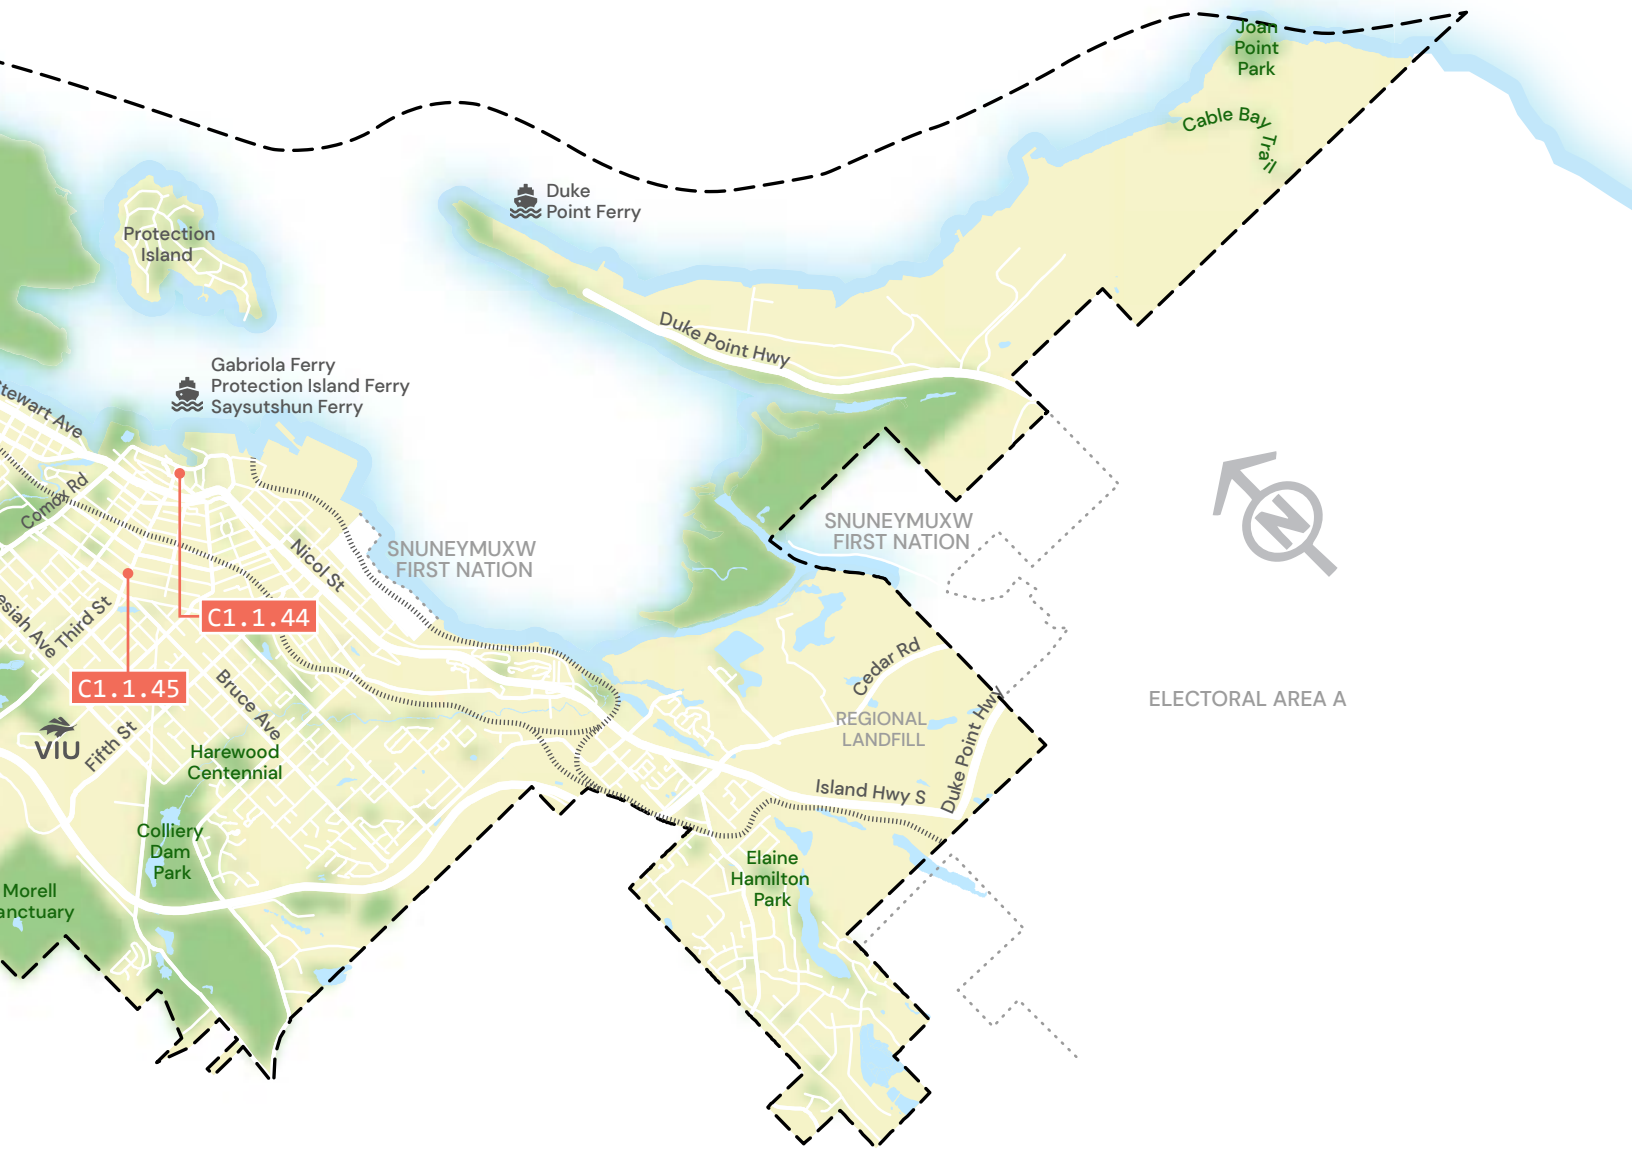 Joan
Point
Park
Cable Bay
Trail
Duke
Point Ferry
Protection
Island
Duke Point Hwy
Gabriola Ferry
Protection Island Ferry
Saysutshun Ferry
Stewart Ave
Comox Rd
SNUNEYMUXW
FIRST NATION
SNUNEYMUXW
FIRST NATION
N
Nicol St
esiah Ave
Third St
C1.1.44
C1.1.45
Cedar Rd
Bruce Ave
ELECTORAL AREA A
REGIONAL
LANDFILL
Duke Point Hwy
VIU
Fifth St
Harewood
Centennial
Island Hwy S
Colliery
Dam
Park
Elaine
Hamilton
Park
Morell
anctuary